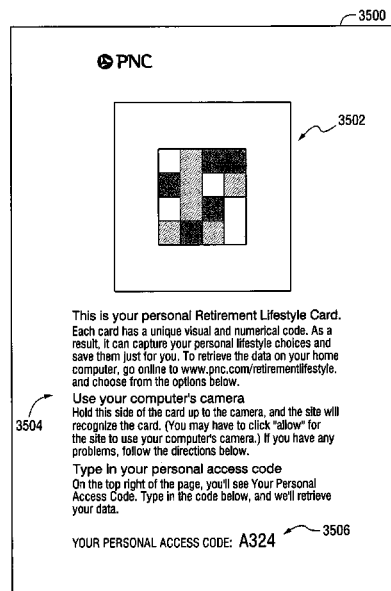 3500
PNC
3502
This is your personal Retirement Lifestyle Card.
Each card has a unique visual and numerical code. As a
result, it can capture your personal lifestyle choices and
save them just for you. To retrieve the data on your home
computer, go online to www.pnc.com/retirementlifestyle.
and choose from the options below.
Use your computer's camera
Hold this side of the card up to the camera, and the site will
3504
recognize the card. (You may have to click "allow" for
the site to use your computer's camera.) If you have any
problems, follow the directions below.
Type in your personal access code
On the top right of the page, you'll see Your Personal
Access Code. Type in the code below, and we'll retrieve
your data.
3506
YOUR PERSONAL ACCESS CODE: A324